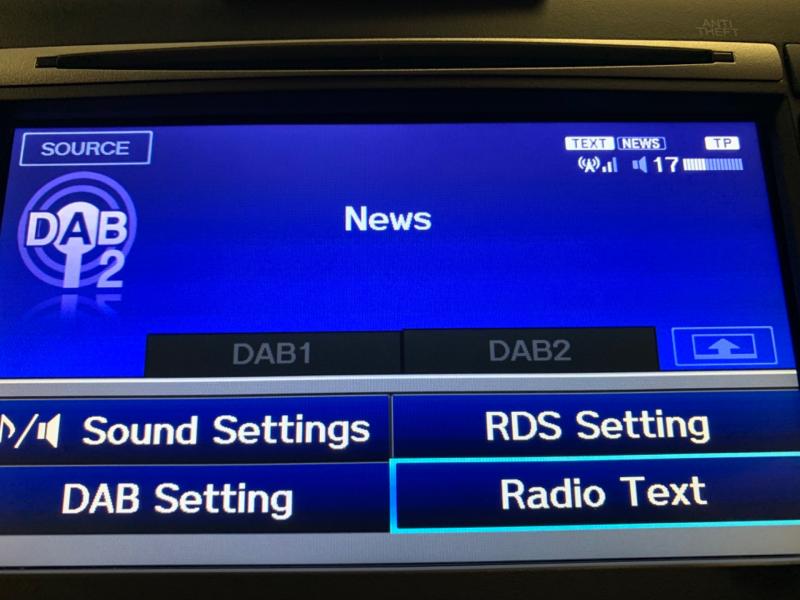 ANTI
THEFT
SOURCE
TEXT NEWS TP
17
DAB
2
News
DAB1 DAB2
Sound Settings RDS Setting
DAB Setting Radio Text